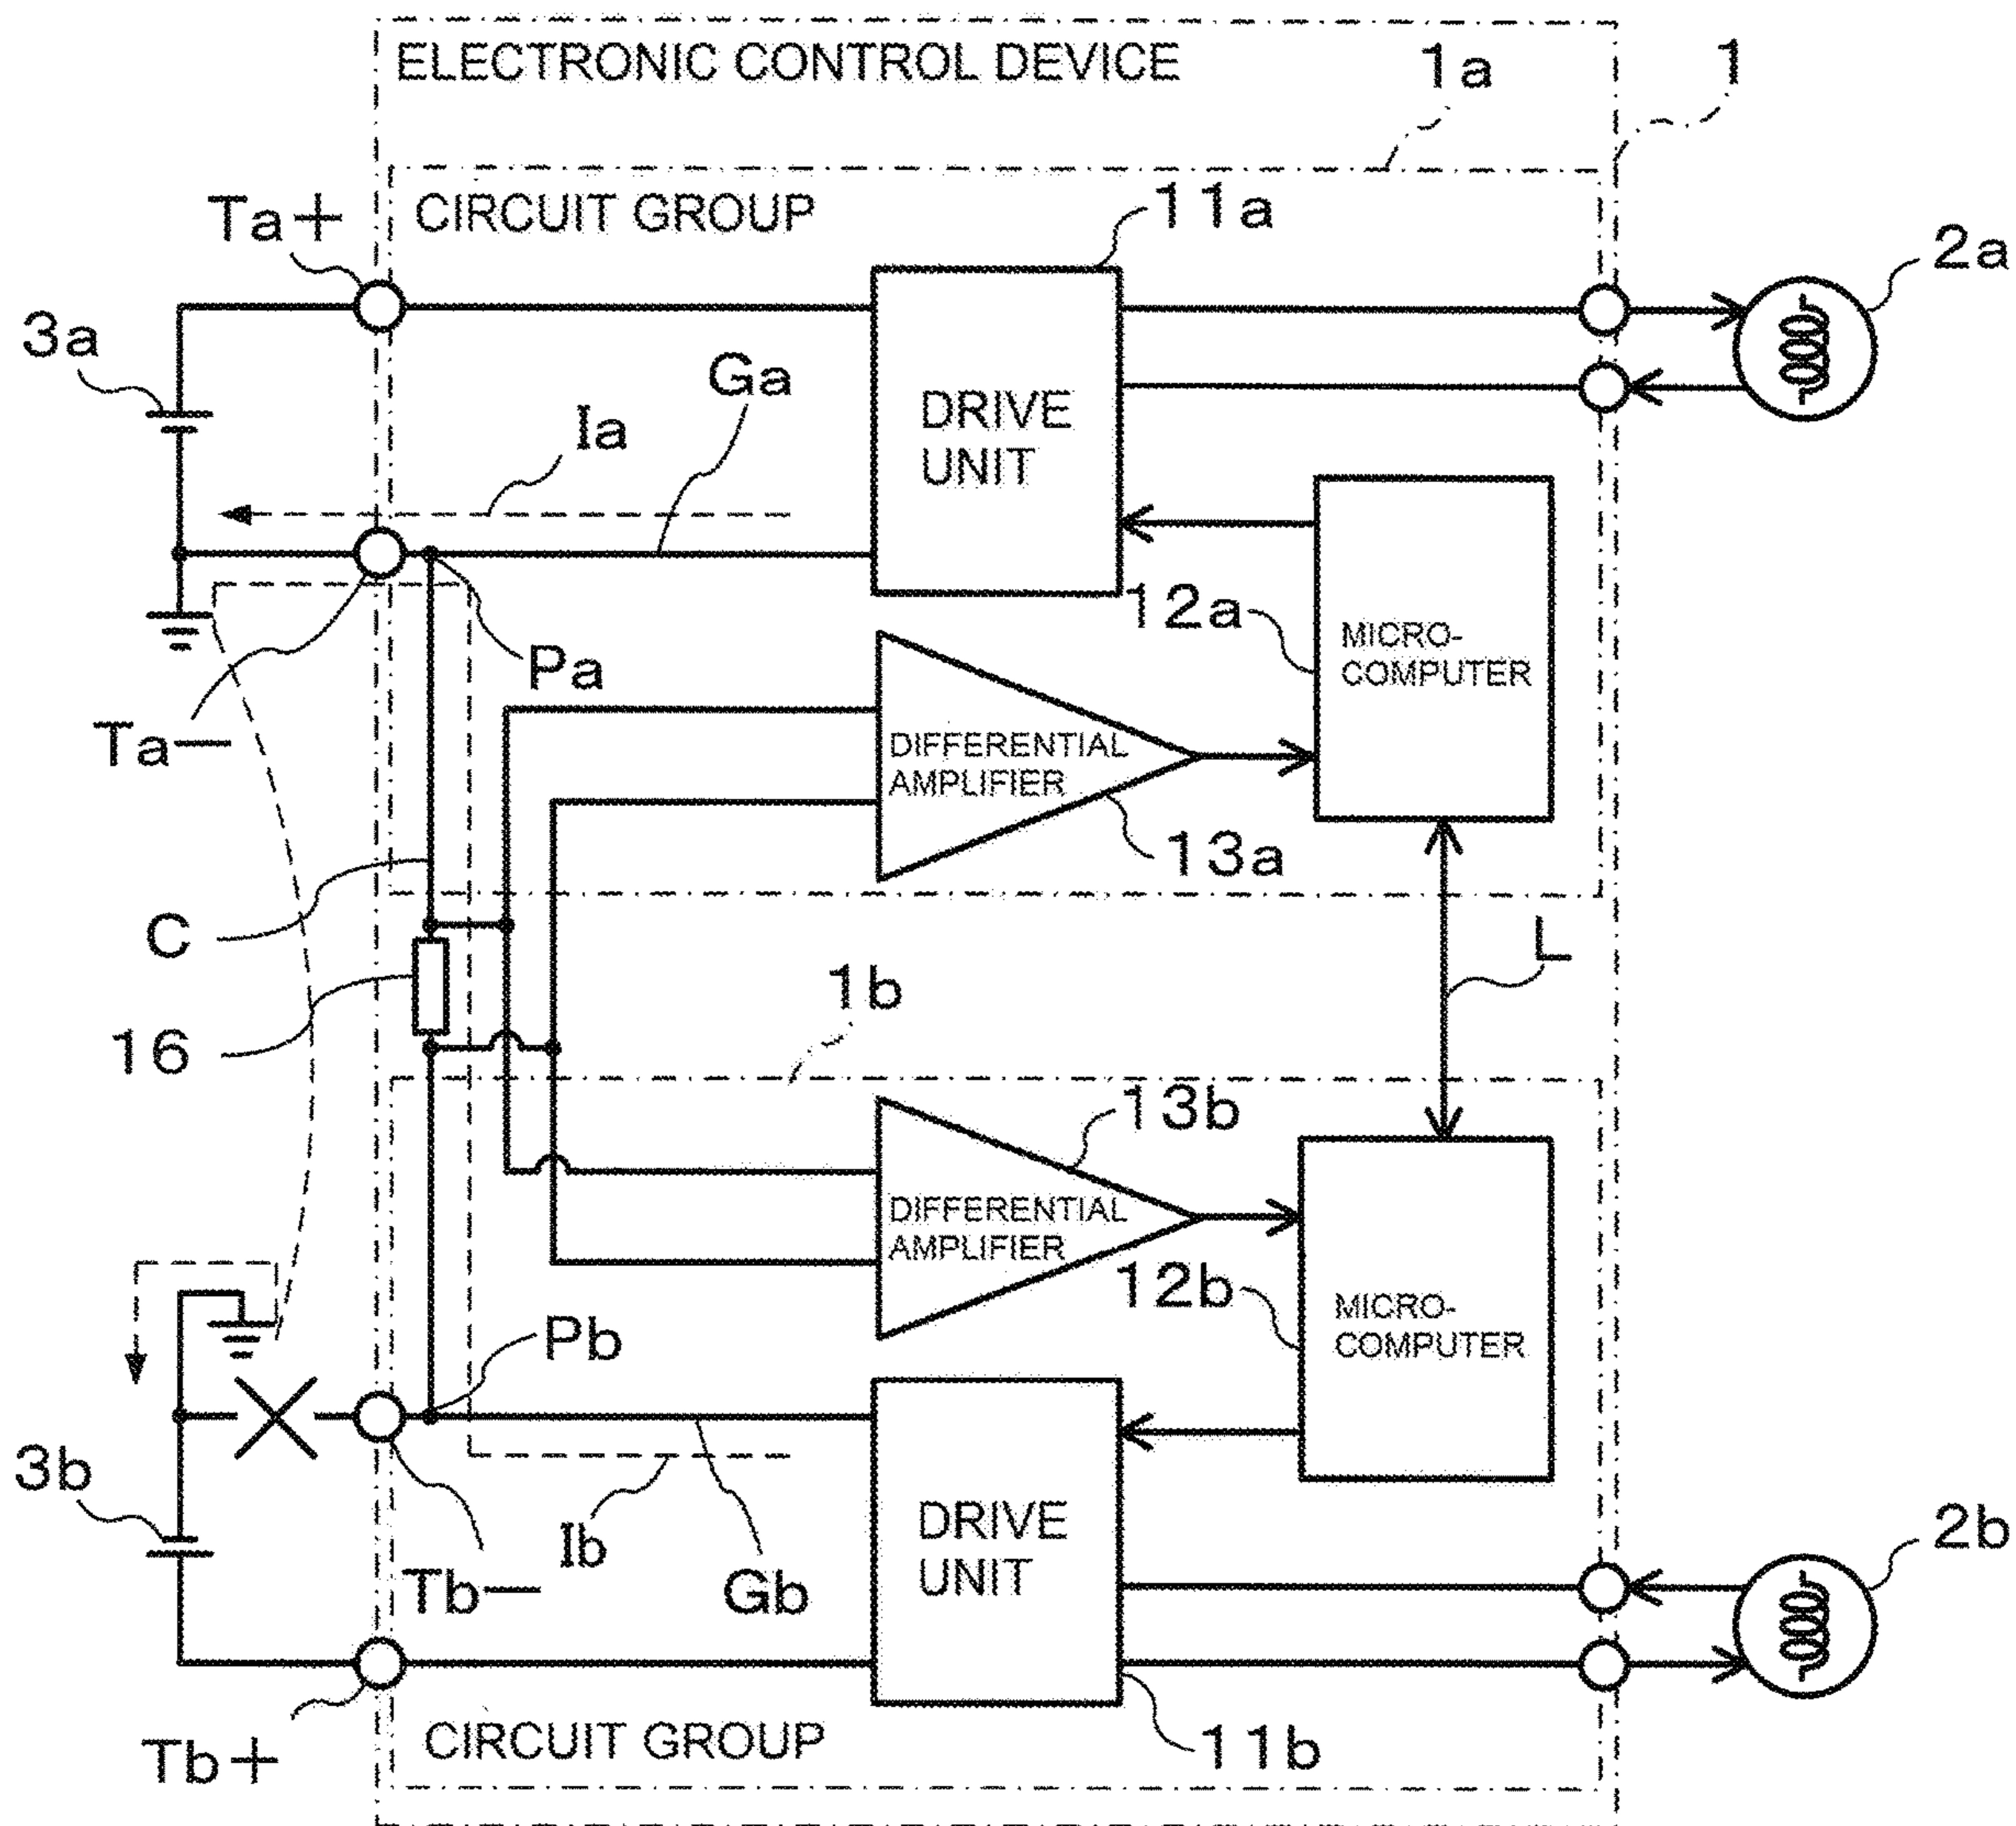 ELECTRONIC CONTROL DEVICE
1a
1
CIRCUIT GROUP
Ta+
11a
2a
3a
Ga
Ia
DRIVE
UNIT
12a
MICRO-
COMPUTER
Pa
Ta−
DIFFERENTIAL
AMPLIFIER
13a
C
L
1b
16
13b
DIFFERENTIAL
AMPLIFIER
12b
MICRO-
COMPUTER
Pb
3b
DRIVE
UNIT
Ib
2b
Tb−
Gb
CIRCUIT GROUP
11b
Tb+